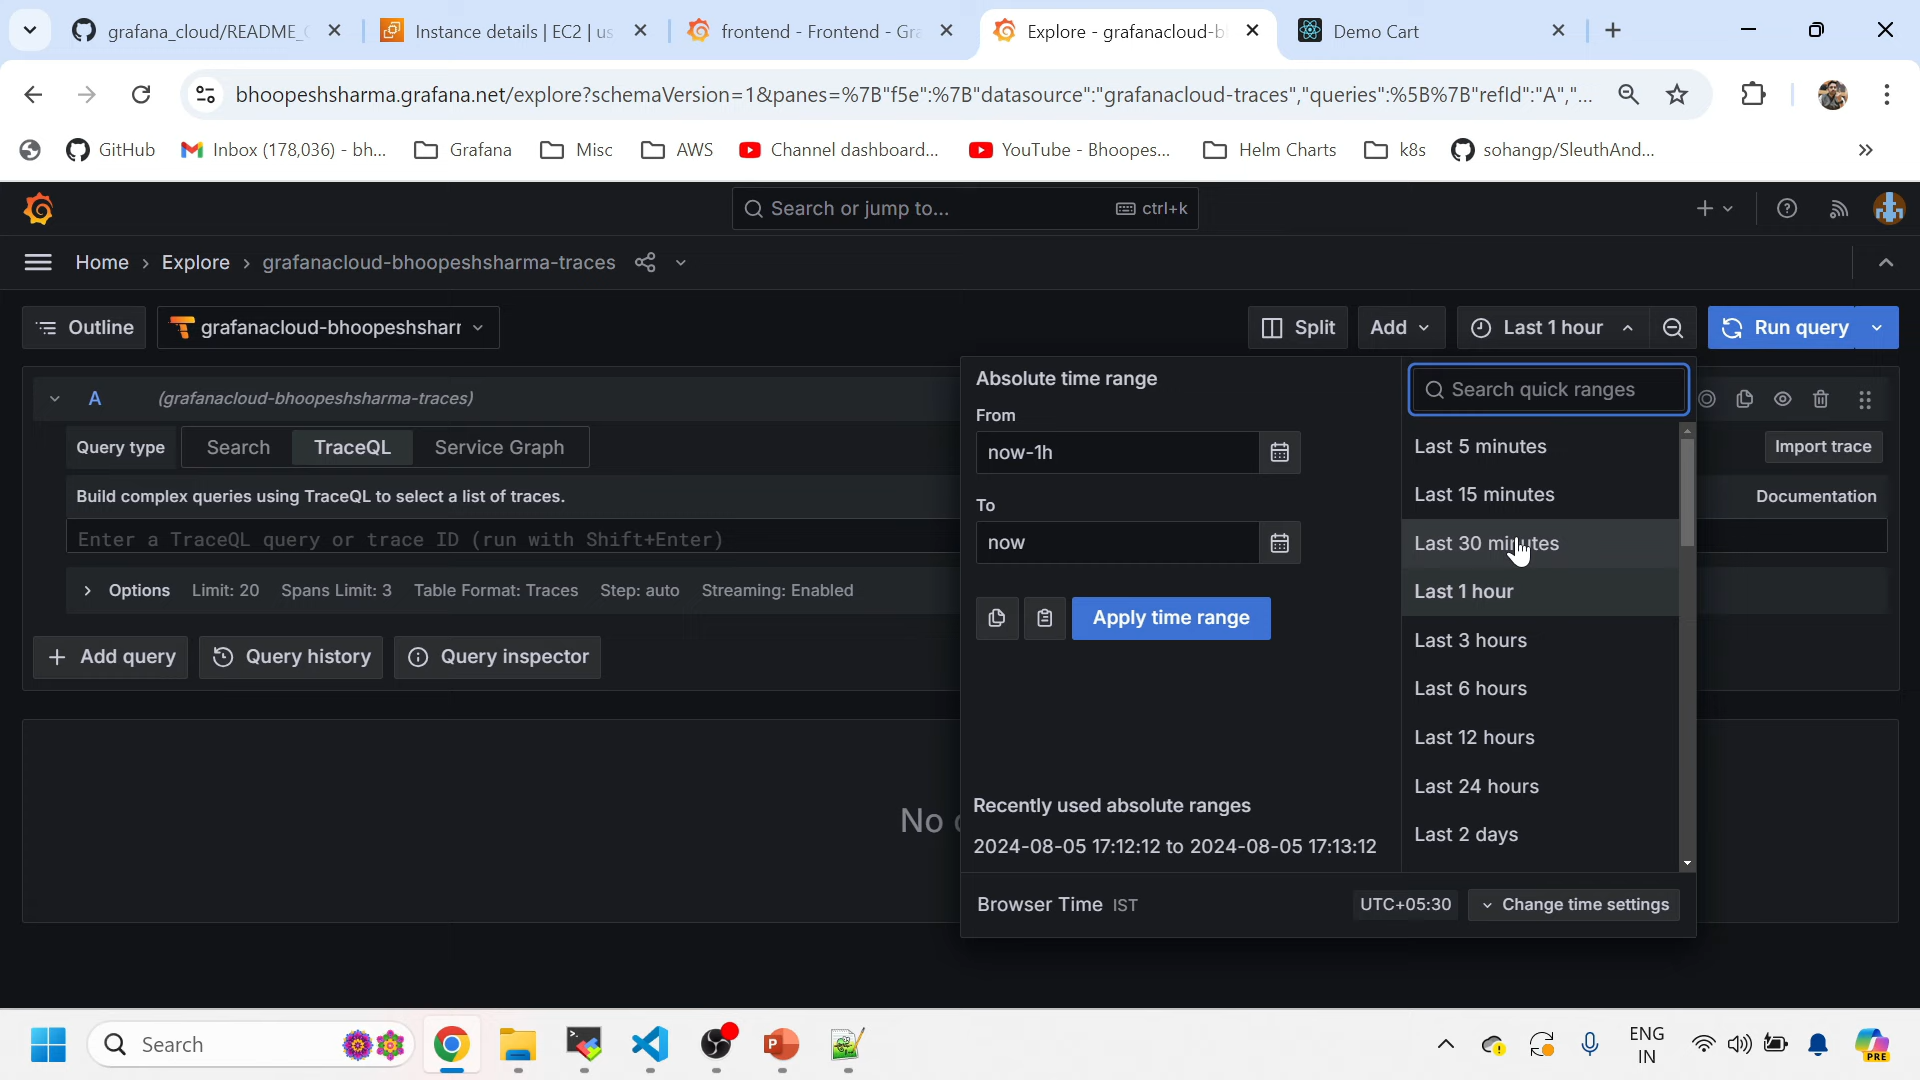 grafana_cloud/README_
Instance details | EC2 | us
frontend - Frontend - Gra
Explore - grafanacloud-b
Demo Cart
bhoopeshsharma.grafana.net/explore?schemaVersion=1&panes=%7B"f5e":%7B"datasource":"grafanacloud-traces","queries":%5B%7B"refId":"A","...
GitHub
Inbox (178,036) - bh...
Grafana
Misc
AWS
Channel dashboard...
YouTube - Bhoopes...
Helm Charts
k8s
sohangp/SleuthAnd...
Search or jump to...
ctrl+k
Home › Explore › grafanacloud-bhoopeshsharma-traces
Outline
grafanacloud-bhoopeshsharr
Split
Add
Last 1 hour
Run query
A
(grafanacloud-bhoopeshsharma-traces)
Query type
Search
TraceQL
Service Graph
Import trace
Build complex queries using TraceQL to select a list of traces.
Documentation
Enter a TraceQL query or trace ID (run with Shift+Enter)
Options
Limit: 20
Spans Limit: 3
Table Format: Traces
Step: auto
Streaming: Enabled
Add query
Query history
Query inspector
No
Absolute time range
From
now-1h
To
now
Apply time range
Recently used absolute ranges
2024-08-05 17:12:12 to 2024-08-05 17:13:12
Search quick ranges
Last 5 minutes
Last 15 minutes
Last 30 minutes
Last 1 hour
Last 3 hours
Last 6 hours
Last 12 hours
Last 24 hours
Last 2 days
Browser Time IST
UTC+05:30
Change time settings
Search
ENG
IN
PRE